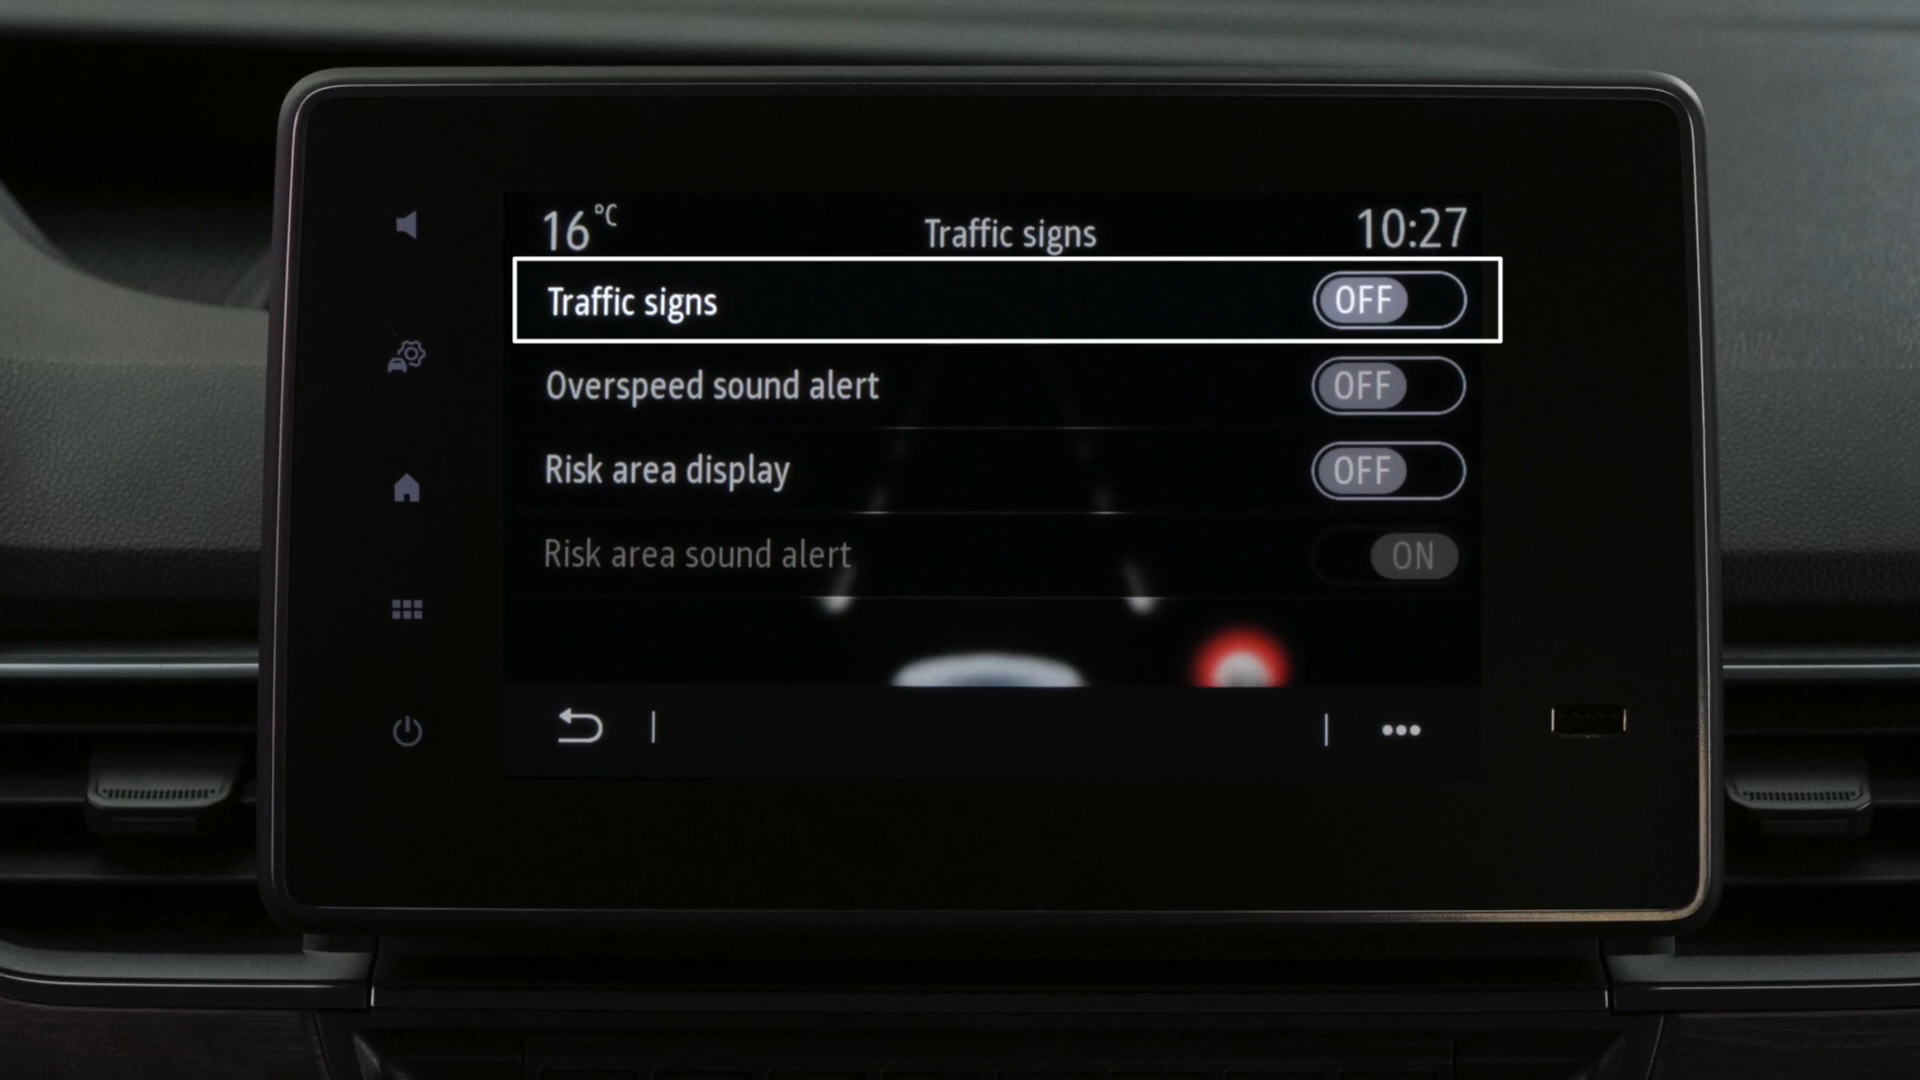 16 °C
Traffic signs
10:27
Traffic signs
OFF
Overspeed sound alert
OFF
Risk area display
OFF
Risk area sound alert
ON